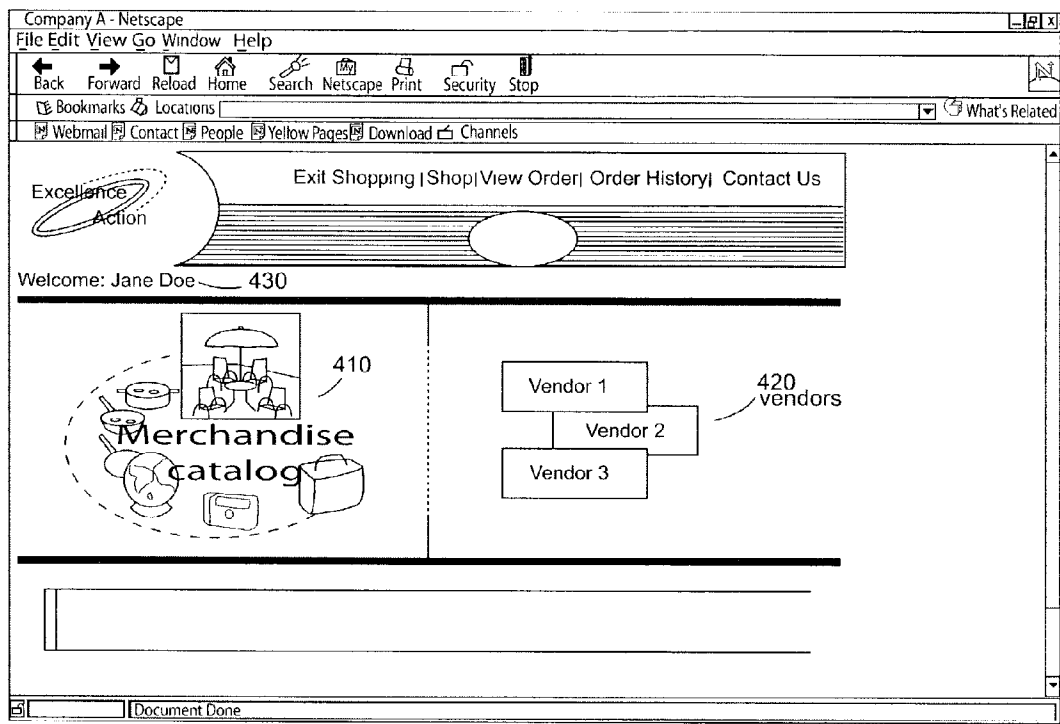 Company A - Netscape
File Edit View Go Window Help
Back Forward Reload Home Search Netscape Print Security Stop
My
N
Bookmarks Locations What's Related
Webmail Contact People Yellow Pages Download Channels
Exit Shopping | Shop|View Order| Order History| Contact Us
Excellence
Action
Welcome: Jane Doe 430
410
Merchandise
catalog
Vendor 1
Vendor 2
Vendor 3
420
vendors
Document Done